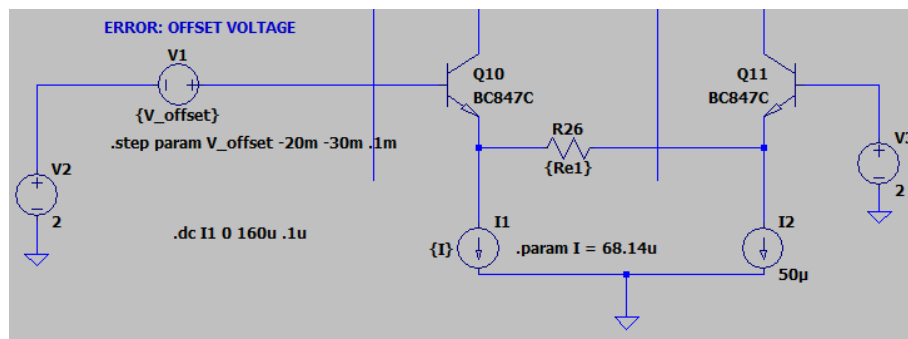 ERROR: OFFSET VOLTAGE
V1
Q10
Q11
BC847C
BC847C
{V_offset}
R26
.step param V_offset -20m -30m .1m
{Re1}
V2
2
V3
2
.dc I1 0 160u .1u
I1
{I}
.param I = 68.14u
I2
50µ